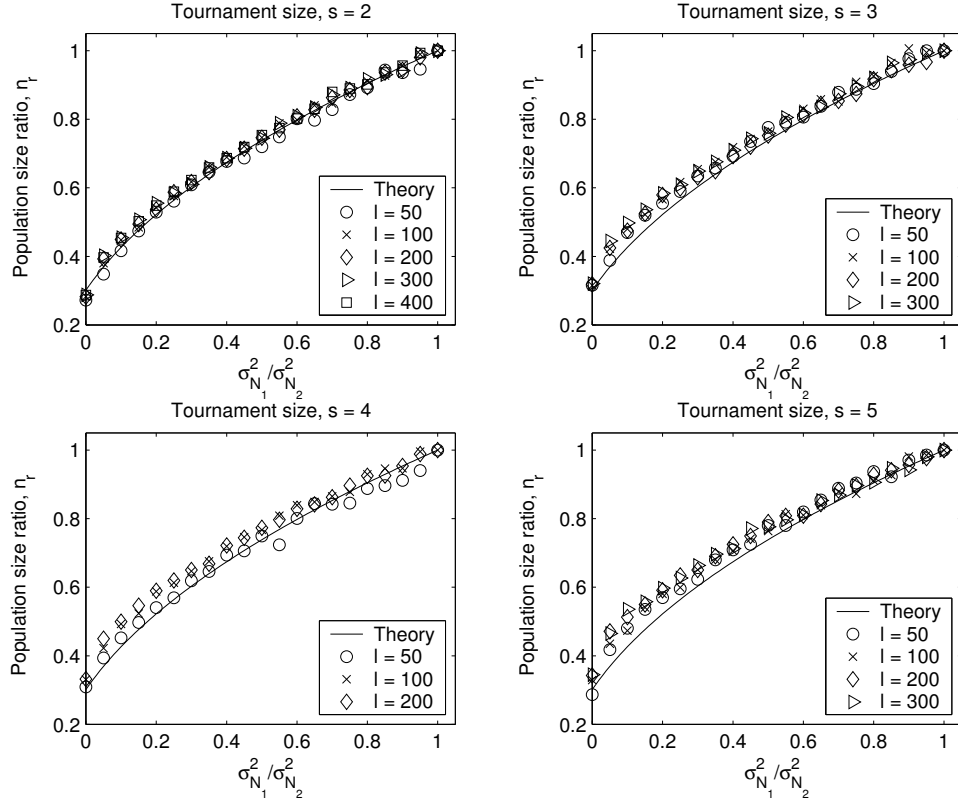 Tournament size, s = 2
1
0.8
0.6
0.4
0.2
Population size ratio, n_r
0 0.2 0.4 0.6 0.8 1
σ²_N₁/σ²_N₂
Theory
l = 50
l = 100
l = 200
l = 300
l = 400
Tournament size, s = 3
1
0.8
0.6
0.4
0.2
Population size ratio, n_r
0 0.2 0.4 0.6 0.8 1
σ²_N₁/σ²_N₂
Theory
l = 50
l = 100
l = 200
l = 300
Tournament size, s = 4
1
0.8
0.6
0.4
0.2
Population size ratio, n_r
0 0.2 0.4 0.6 0.8 1
σ²_N₁/σ²_N₂
Theory
l = 50
l = 100
l = 200
Tournament size, s = 5
1
0.8
0.6
0.4
0.2
Population size ratio, n_r
0 0.2 0.4 0.6 0.8 1
σ²_N₁/σ²_N₂
Theory
l = 50
l = 100
l = 200
l = 300